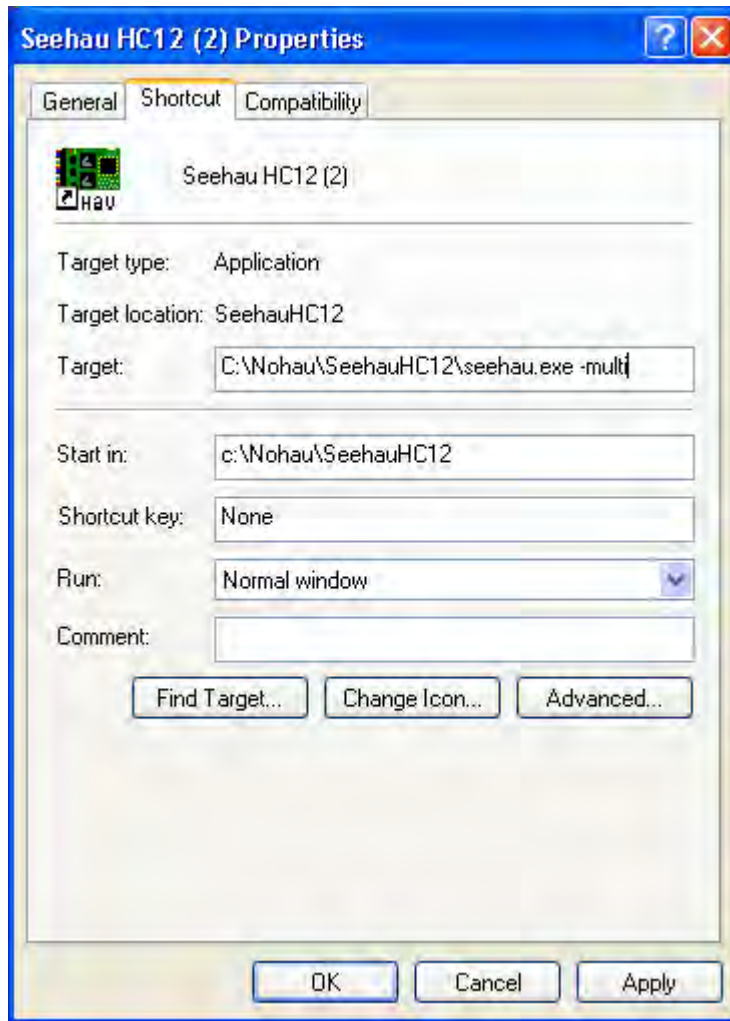 Seehau HC12 (2) Properties
General Shortcut Compatibility
Hau
Seehau HC12 (2)
Target type: Application
Target location: SeehauHC12
Target: C:\Nohau\SeehauHC12\seehau.exe -multi
Start in: c:\Nohau\SeehauHC12
Shortcut key: None
Run: Normal window
Comment:
Find Target... Change Icon... Advanced...
OK Cancel Apply